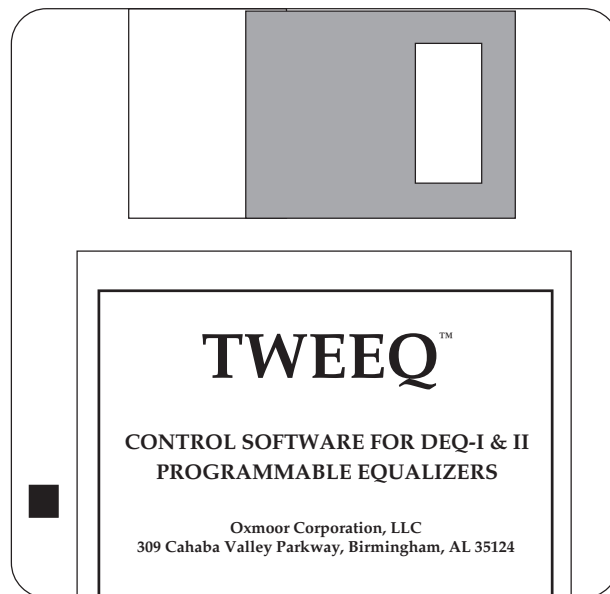 TWEEQ™
CONTROL SOFTWARE FOR DEQ-I & II
PROGRAMMABLE EQUALIZERS
Oxmoor Corporation, LLC
309 Cahaba Valley Parkway, Birmingham, AL 35124